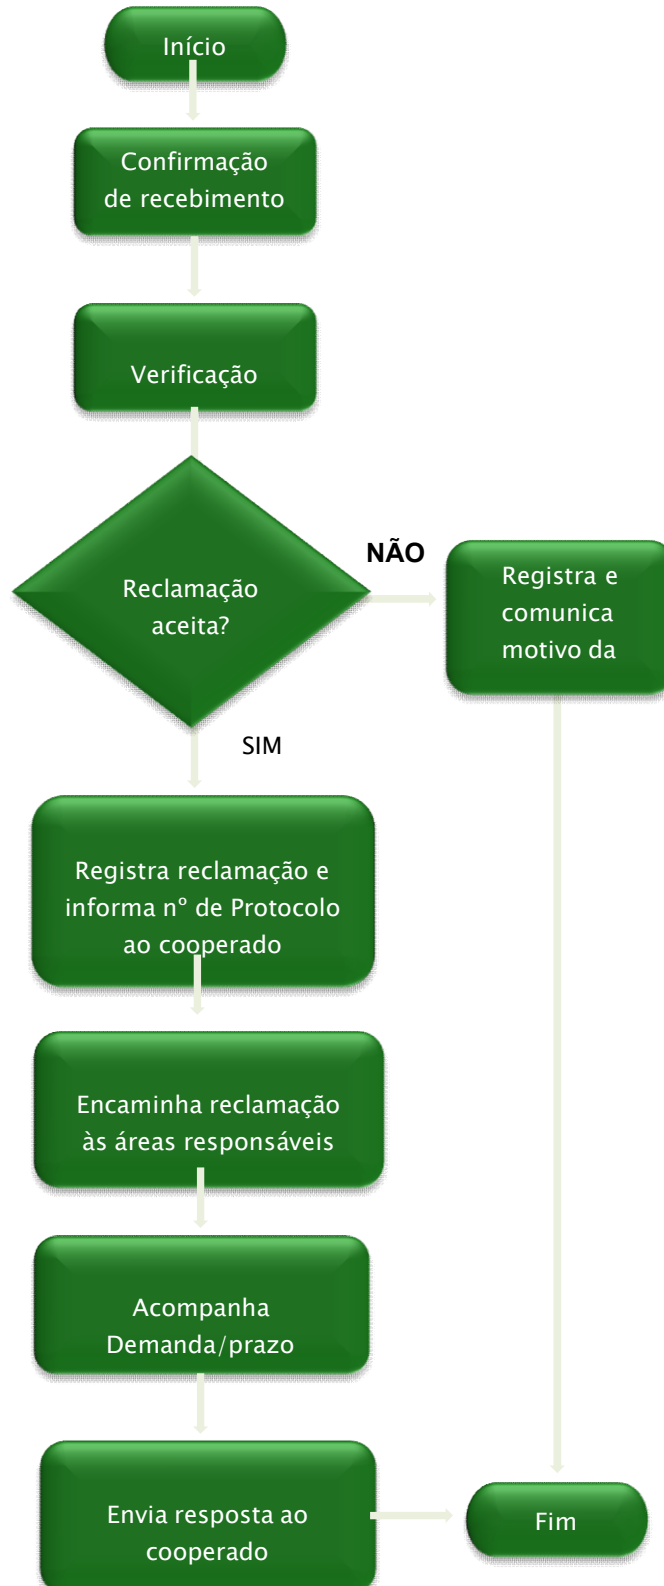 Início
Confirmação
de recebimento
Verificação
Reclamação
aceita?
NÃO
Registra e
comunica
motivo da
SIM
Registra reclamação e
informa nº de Protocolo
ao cooperado
Encaminha reclamação
às áreas responsáveis
Acompanha
Demanda/prazo
Envia resposta ao
cooperado
Fim